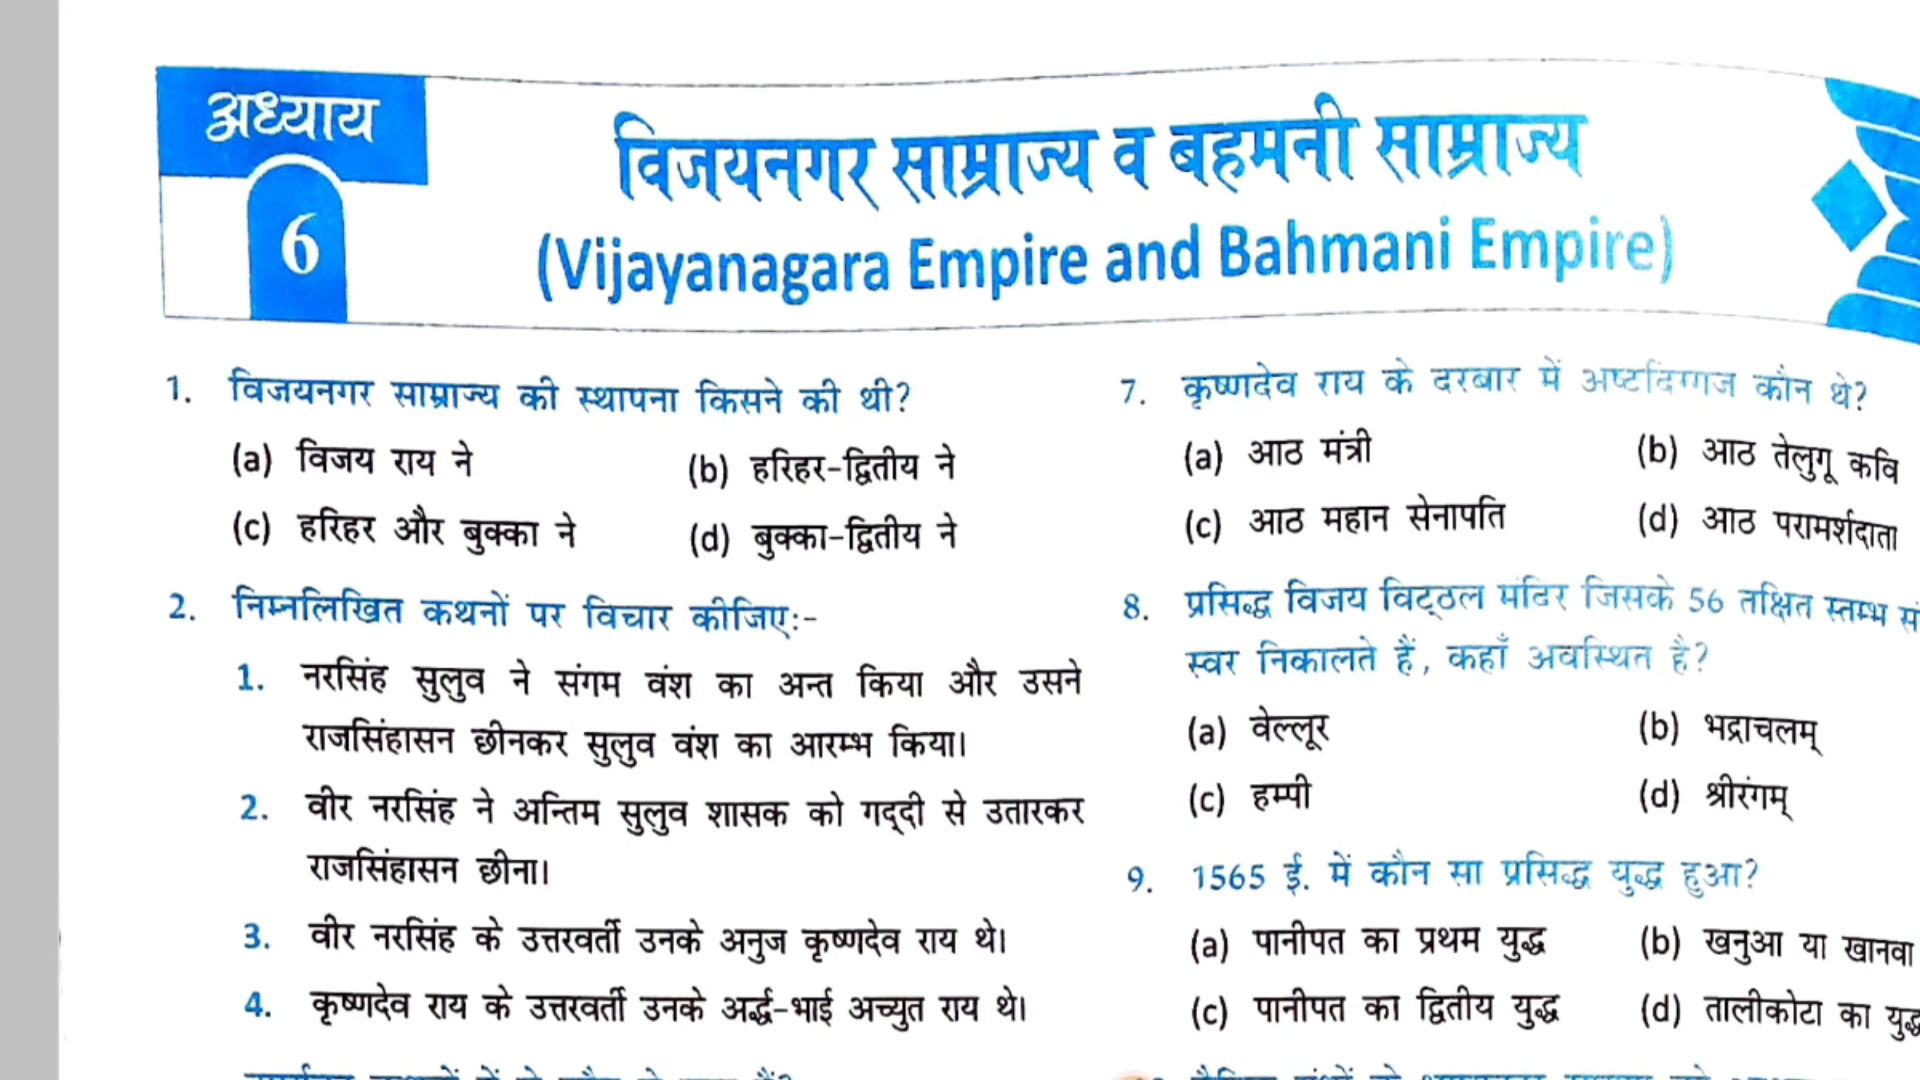 अध्याय
6
विजयनगर साम्राज्य व बहमनी साम्राज्य
(Vijayanagara Empire and Bahmani Empire)
1. विजयनगर साम्राज्य की स्थापना किसने की थी?
(a) विजय राय ने (b) हरिहर-द्वितीय ने
(c) हरिहर और बुक्का ने (d) बुक्का-द्वितीय ने
2. निम्नलिखित कथनों पर विचार कीजिए:-
1. नरसिंह सुलुव ने संगम वंश का अन्त किया और उसने
राजसिंहासन छीनकर सुलुव वंश का आरम्भ किया।
2. वीर नरसिंह ने अन्तिम सुलुव शासक को गद्दी से उतारकर
राजसिंहासन छीना।
3. वीर नरसिंह के उत्तरवर्ती उनके अनुज कृष्णदेव राय थे।
4. कृष्णदेव राय के उत्तरवर्ती उनके अर्द्ध-भाई अच्युत राय थे।
7. कृष्णदेव राय के दरबार में अष्टदिग्गज कौन थे?
(a) आठ मंत्री (b) आठ तेलुगू कवि
(c) आठ महान सेनापति (d) आठ परामर्शदाता
8. प्रसिद्ध विजय विट्ठल मंदिर जिसके 56 तक्षित स्तम्भ
स्वर निकालते हैं, कहाँ अवस्थित है?
(a) वेल्लूर (b) भद्राचलम्
(c) हम्पी (d) श्रीरंगम्
9. 1565 ई. में कौन सा प्रसिद्ध युद्ध हुआ?
(a) पानीपत का प्रथम युद्ध (b) खनुआ या खानवा
(c) पानीपत का द्वितीय युद्ध (d) तालीकोटा का युद्ध